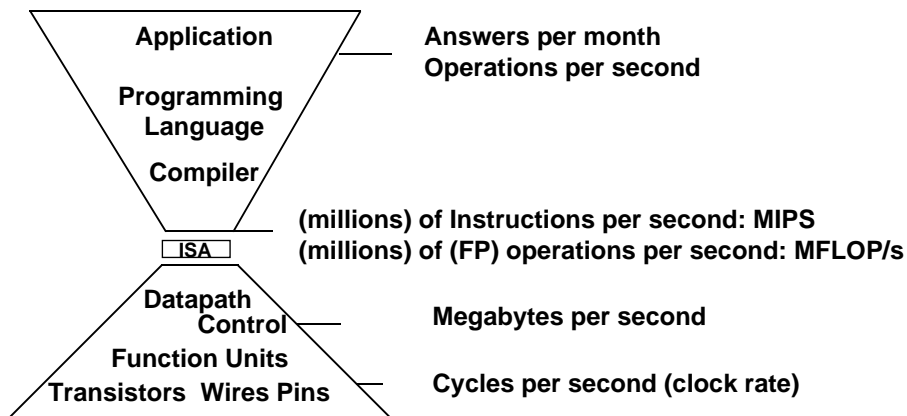 Application
Answers per month
Operations per second
Programming
Language
Compiler
(millions) of Instructions per second: MIPS
ISA
(millions) of (FP) operations per second: MFLOP/s
Datapath
Control
Megabytes per second
Function Units
Transistors Wires Pins
Cycles per second (clock rate)